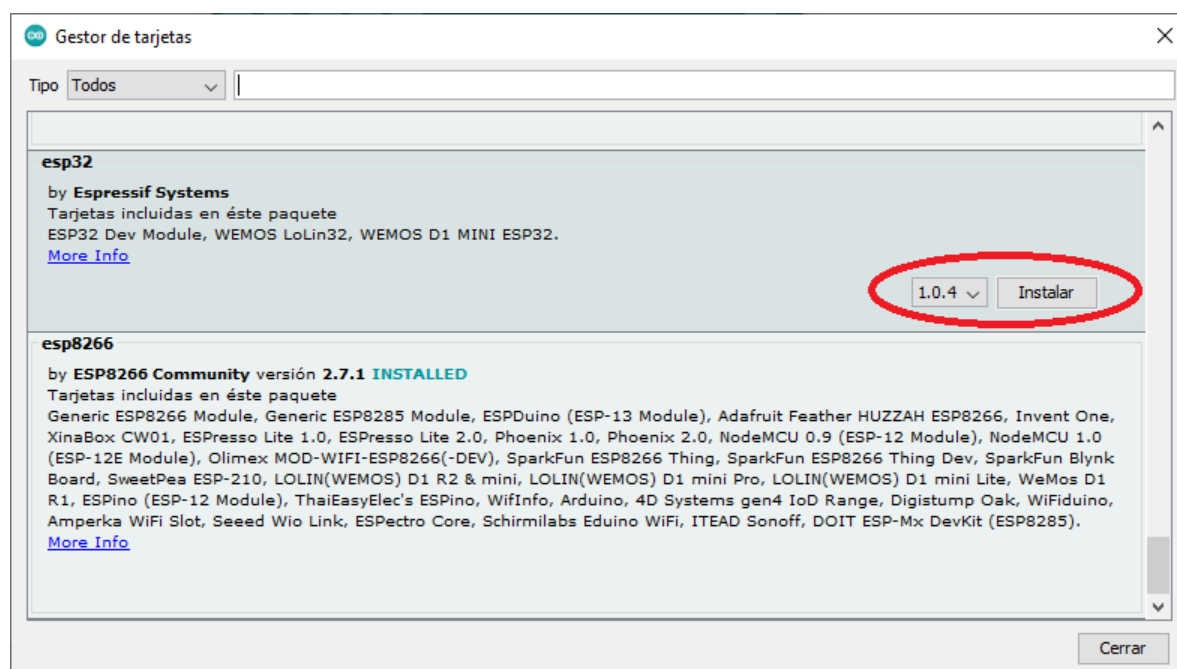 Gestor de tarjetas
Tipo Todos
esp32
by Espressif Systems
Tarjetas incluidas en éste paquete
ESP32 Dev Module, WEMOS LoLin32, WEMOS D1 MINI ESP32.
More Info
1.0.4 Instalar
esp8266
by ESP8266 Community versión 2.7.1 INSTALLED
Tarjetas incluidas en éste paquete
Generic ESP8266 Module, Generic ESP8285 Module, ESPDuino (ESP-13 Module), Adafruit Feather HUZZAH ESP8266, Invent One,
XinaBox CW01, ESPresso Lite 1.0, ESPresso Lite 2.0, Phoenix 1.0, Phoenix 2.0, NodeMCU 0.9 (ESP-12 Module), NodeMCU 1.0
(ESP-12E Module), Olimex MOD-WIFI-ESP8266(-DEV), SparkFun ESP8266 Thing, SparkFun ESP8266 Thing Dev, SparkFun Blynk
Board, SweetPea ESP-210, LOLIN(WEMOS) D1 R2 & mini, LOLIN(WEMOS) D1 mini Pro, LOLIN(WEMOS) D1 mini Lite, WeMos D1
R1, ESPino (ESP-12 Module), ThaiEasyElec's ESPino, WifInfo, Arduino, 4D Systems gen4 IoD Range, Digistump Oak, WiFiduino,
Amperka WiFi Slot, Seeed Wio Link, ESPectro Core, Schirmilabs Eduino WiFi, ITEAD Sonoff, DOIT ESP-Mx DevKit (ESP8285).
More Info
Cerrar